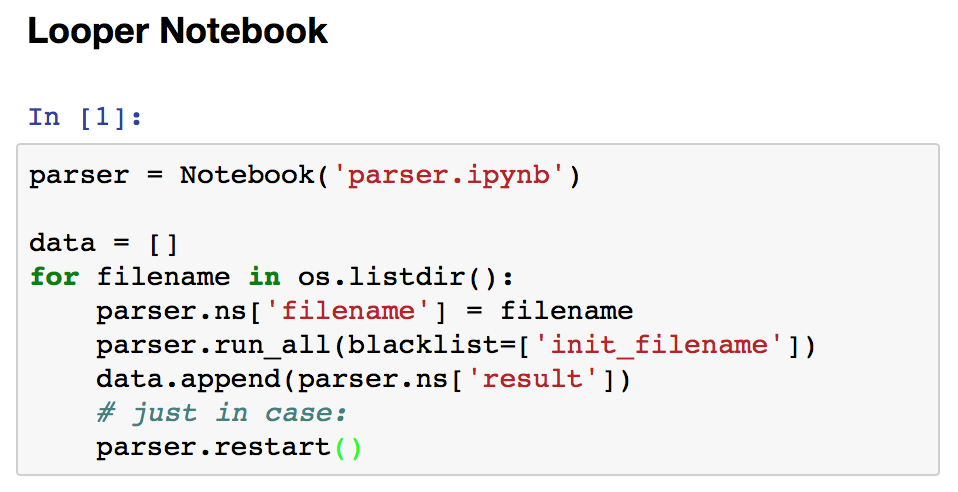 Looper Notebook
In [1]:
parser = Notebook('parser.ipynb')
data = []
for filename in os.listdir():
    parser.ns['filename'] = filename
    parser.run_all(blacklist=['init_filename'])
    data.append(parser.ns['result'])
    # just in case:
    parser.restart()